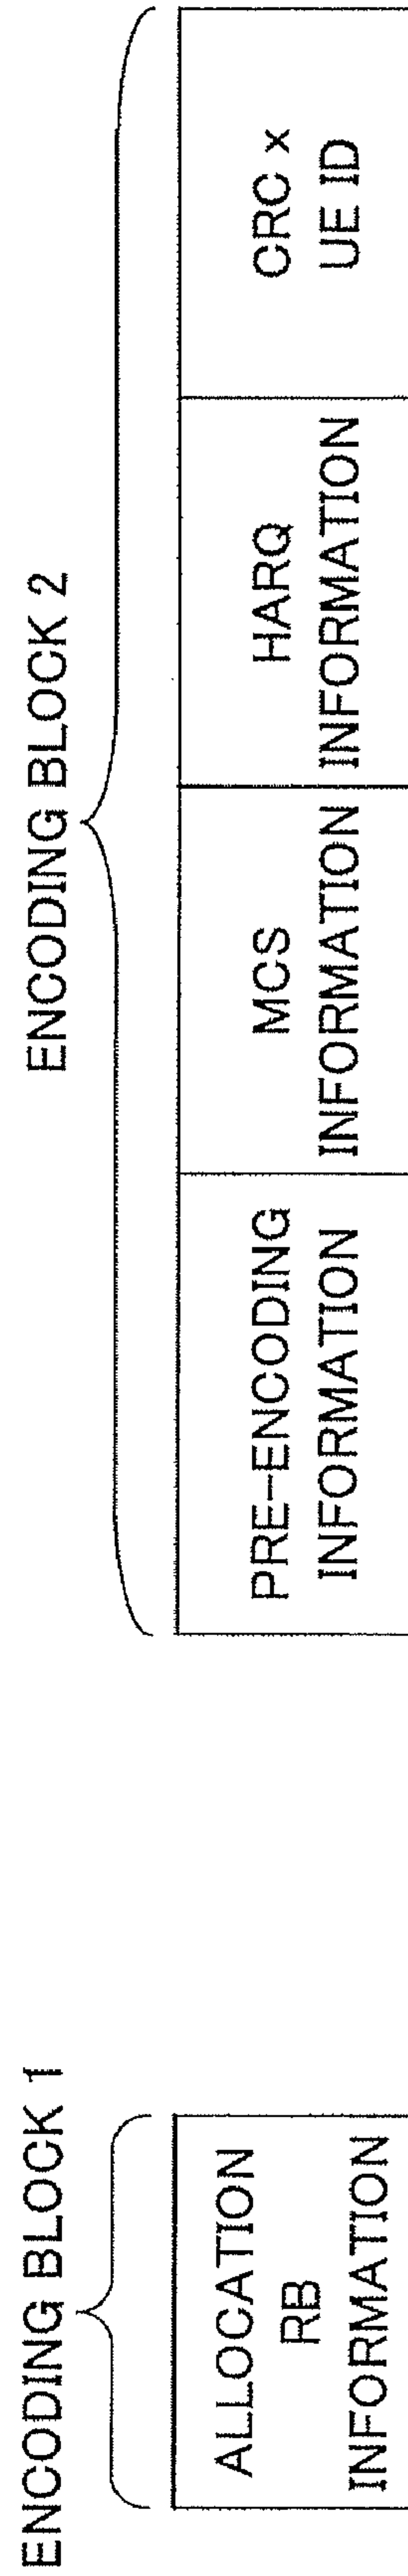 ENCODING BLOCK 1
ALLOCATION
RB
INFORMATION
ENCODING BLOCK 2
PRE-ENCODING
INFORMATION
MCS
INFORMATION
HARQ
INFORMATION
CRC x
UE ID